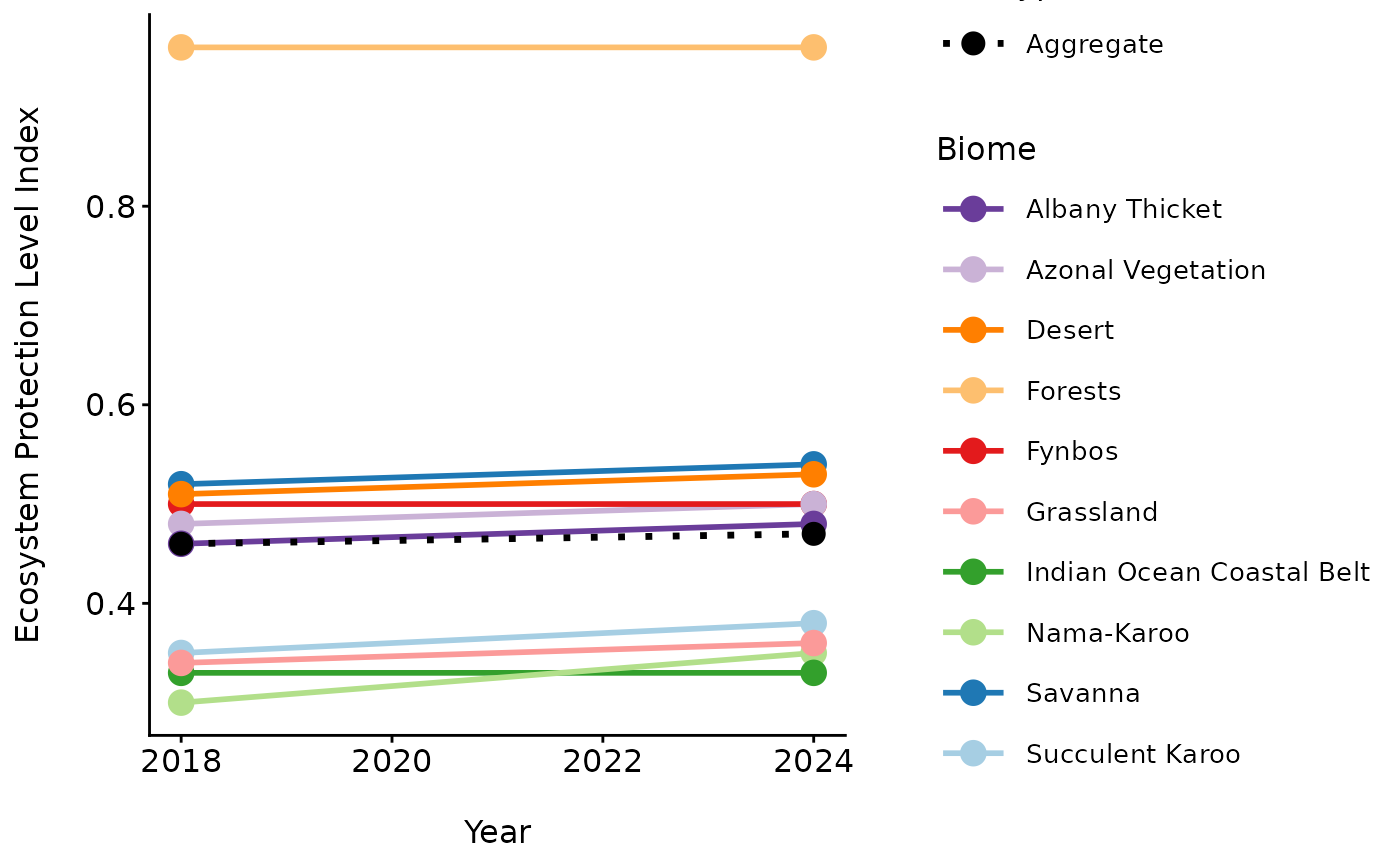 Ecosystem Protection Level Index
0.8
0.6
0.4
2018 2020 2022 2024
Year
Aggregate
Biome
Albany Thicket
Azonal Vegetation
Desert
Forests
Fynbos
Grassland
Indian Ocean Coastal Belt
Nama-Karoo
Savanna
Succulent Karoo